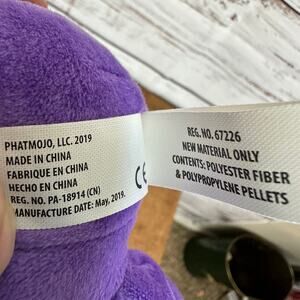 PHATMOJO, LLC. 2019
MADE IN CHINA
FABRIQUE EN CHINA
HECHO EN CHINA
REG. NO. PA-18914 (CN)
MANUFACTURE DATE: May, 2019.
CE
REG. NO. 67226
NEW MATERIAL ONLY
CONTENTS: POLYESTER FIBER
& POLYPROPYLENE PELLETS